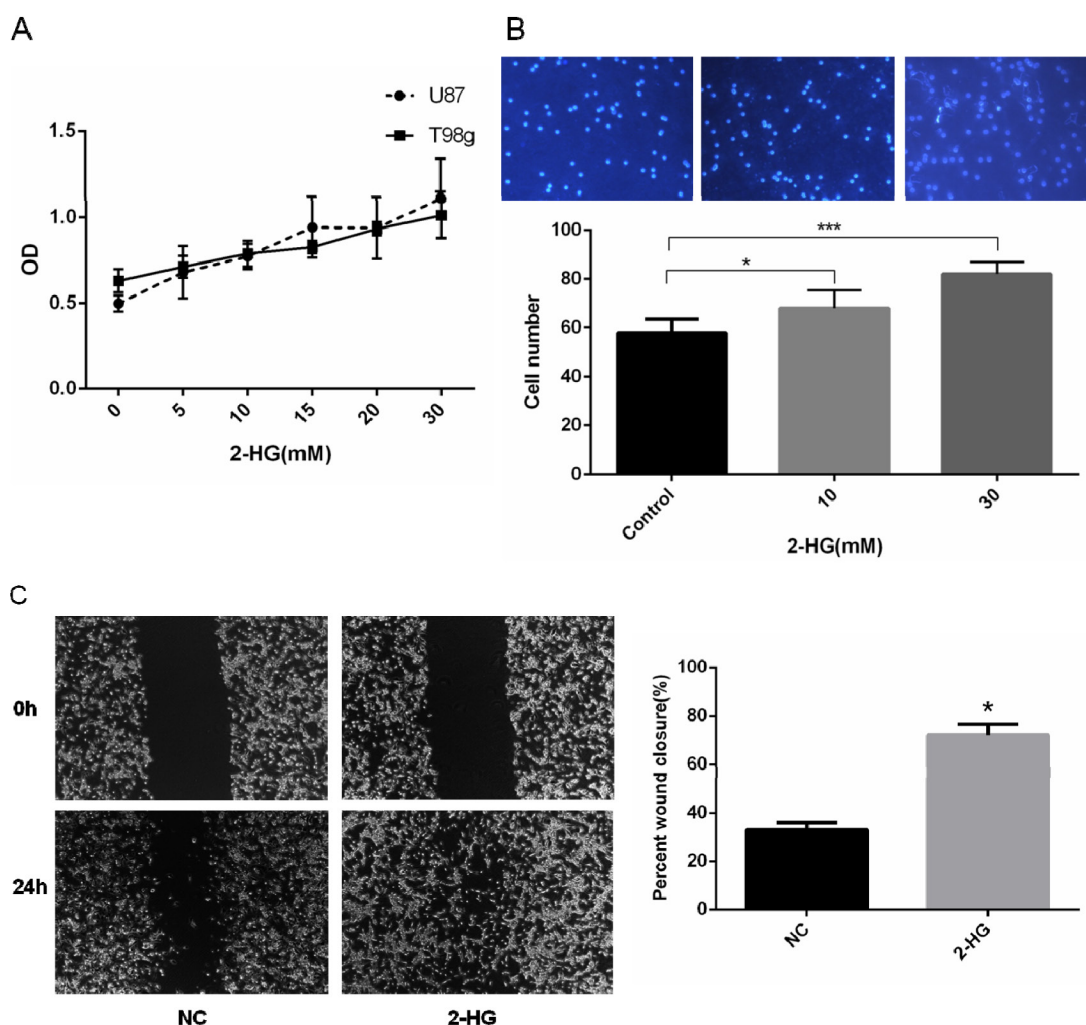 A
U87
T98g
1.5
1.0
0.5
0.0
OD
0 5 10 15 20 30
2-HG(mM)
B
***
*
100
80
60
40
20
0
Cell number
Control 10 30
2-HG(mM)
C
0h
24h
NC 2-HG
100
80
60
40
20
0
Percent wound closure(%)
*
NC 2-HG